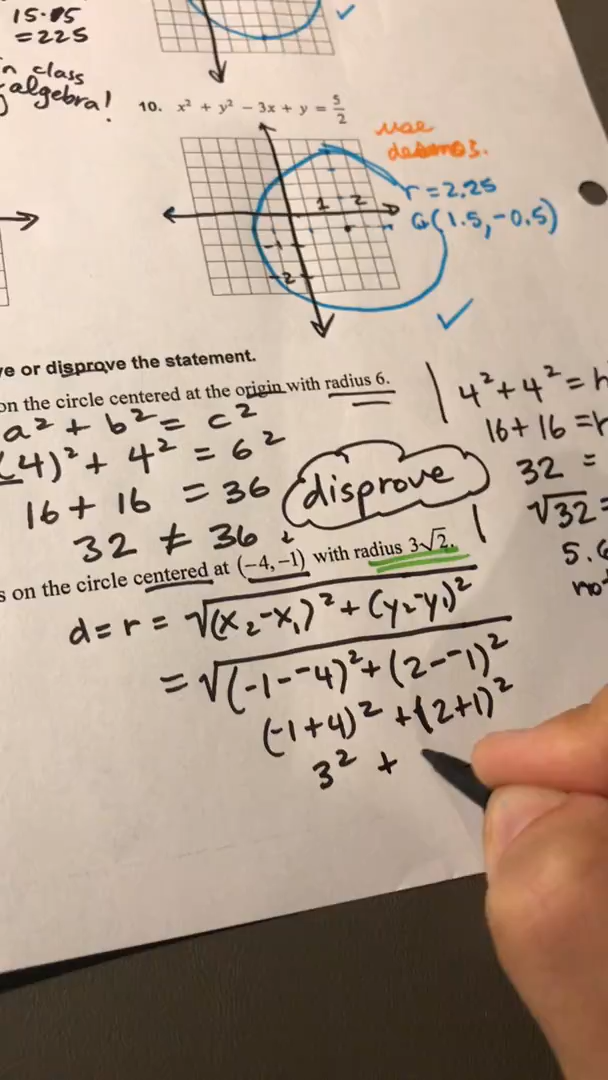 15.15
= 225
n class
algebra!
10. x² + y² − 3x + y = 5/2
use
desmos.
r = 2.25
(1.5, -0.5)
1 2
-1
-2
e or disprove the statement.
on the circle centered at the origin with radius 6.
a² + b² = c²
4)² + 4² = 6²
16 + 16 = 36
32 ≠ 36
disprove
4² + 4² =
16 + 16 =
32 =
√32 =
5.6
no
s on the circle centered at (−4, −1) with radius 3√2.
d = r = √(x₂-x₁)² + (y₂-y₁)²
= √(-1--4)² + (2--1)²
(-1+4)² + (2+1)²
3² +